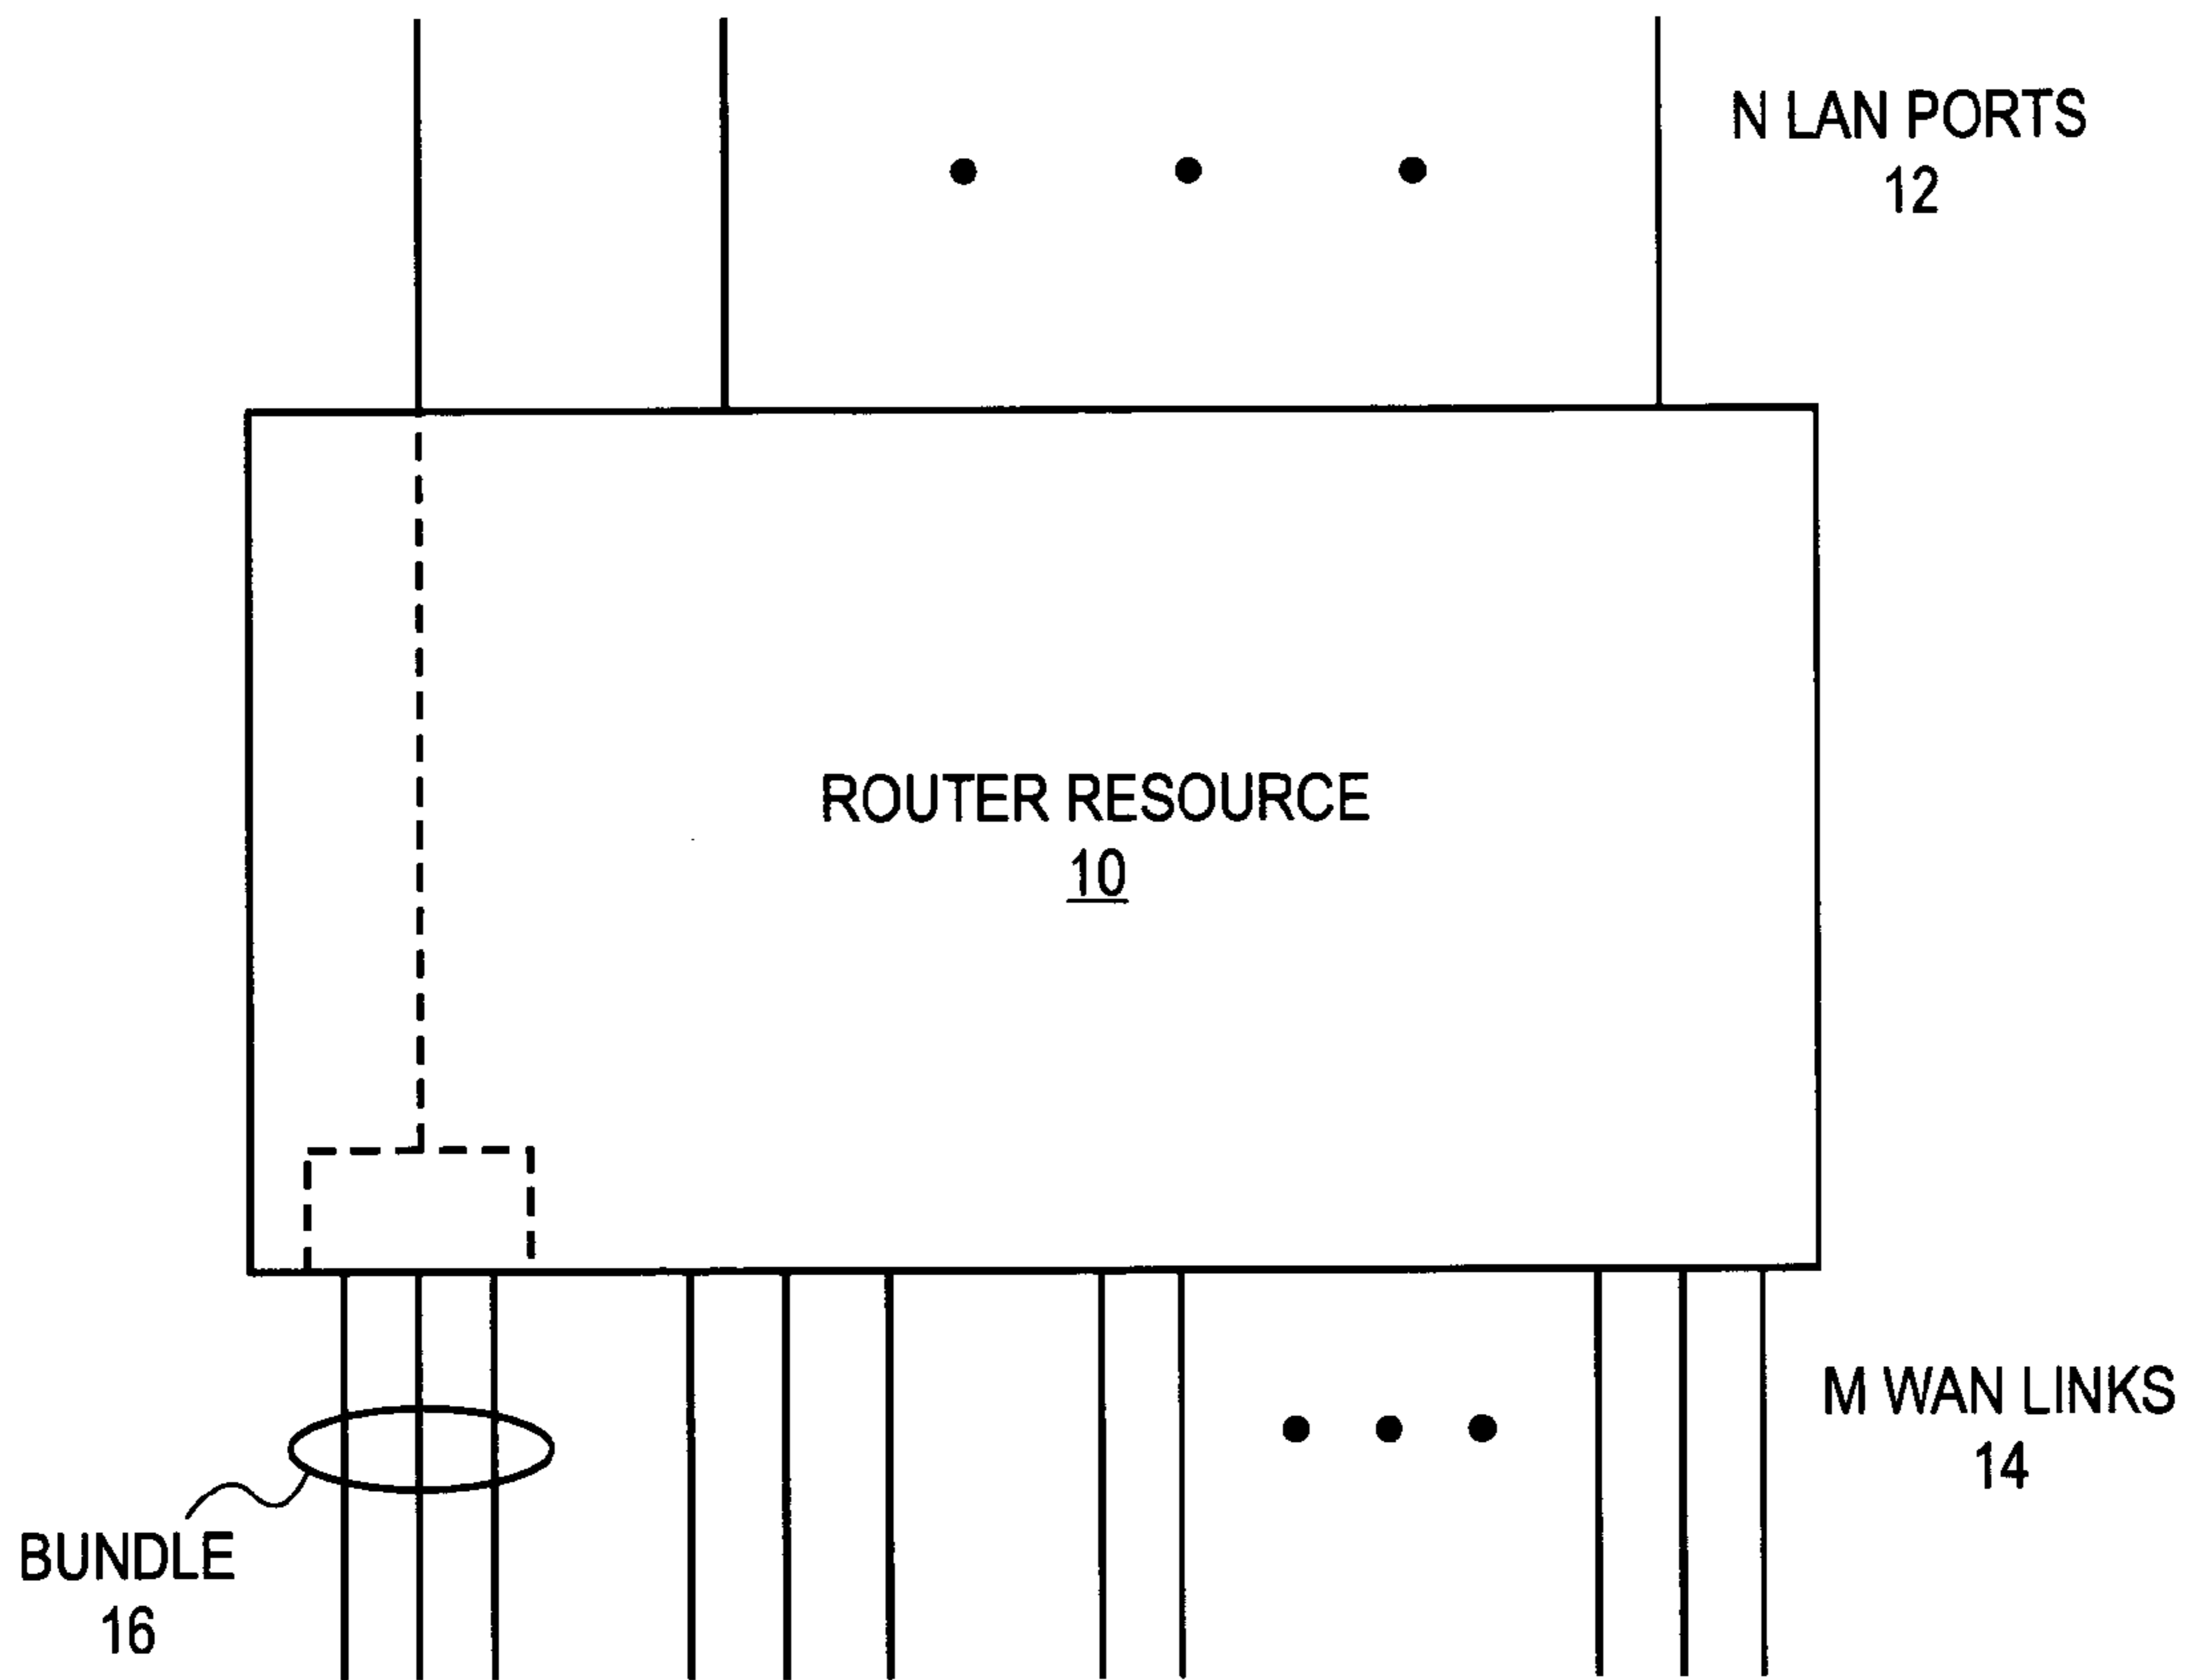 N LAN PORTS
12
ROUTER RESOURCE
10
M WAN LINKS
14
BUNDLE
16